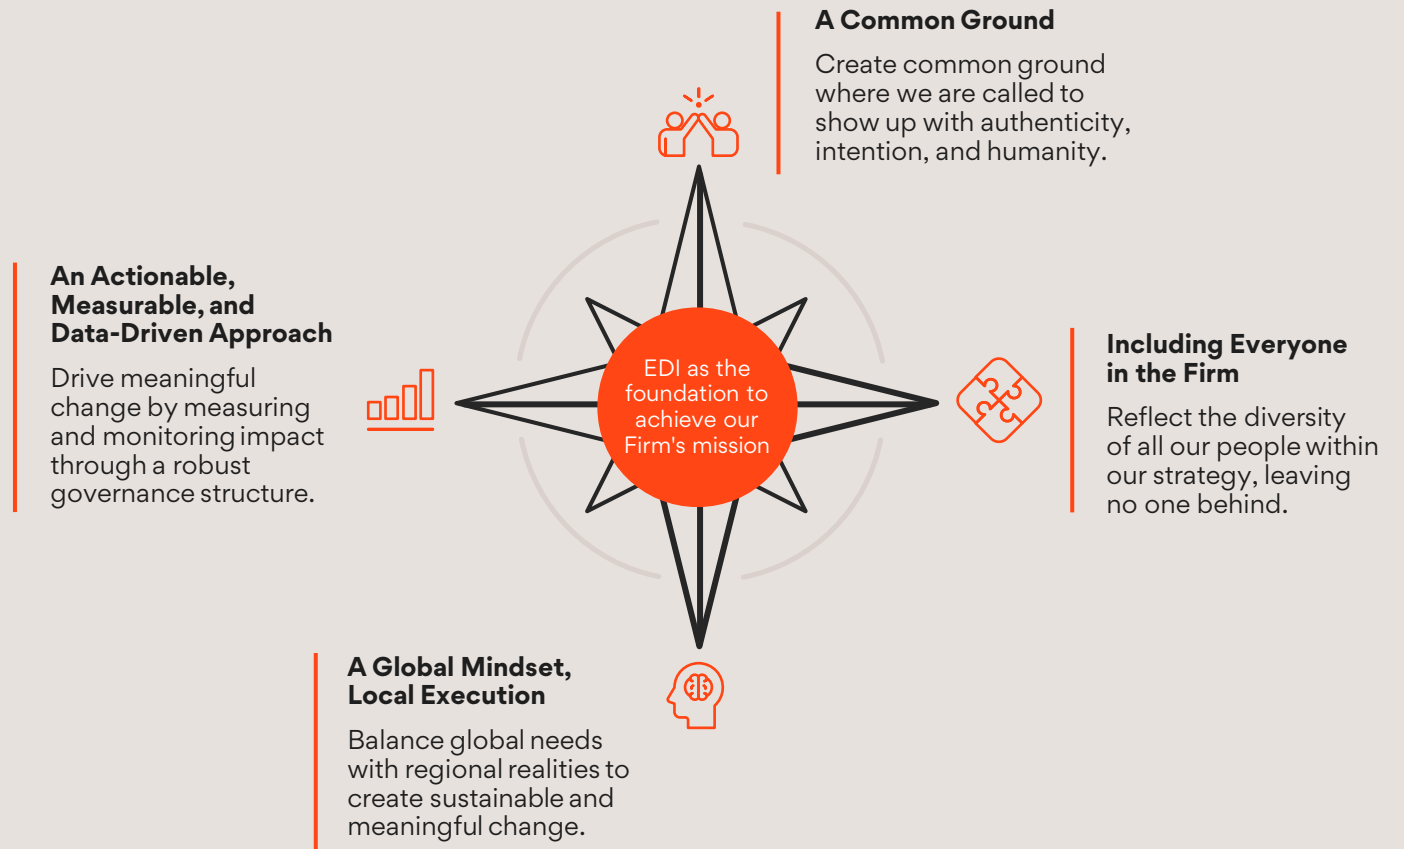 A Common Ground
Create common ground
where we are called to
show up with authenticity,
intention, and humanity.
An Actionable,
Measurable, and
Data-Driven Approach
Drive meaningful
change by measuring
and monitoring impact
through a robust
governance structure.
EDI as the
foundation to
achieve our
Firm's mission
Including Everyone
in the Firm
Reflect the diversity
of all our people within
our strategy, leaving
no one behind.
A Global Mindset,
Local Execution
Balance global needs
with regional realities to
create sustainable and
meaningful change.